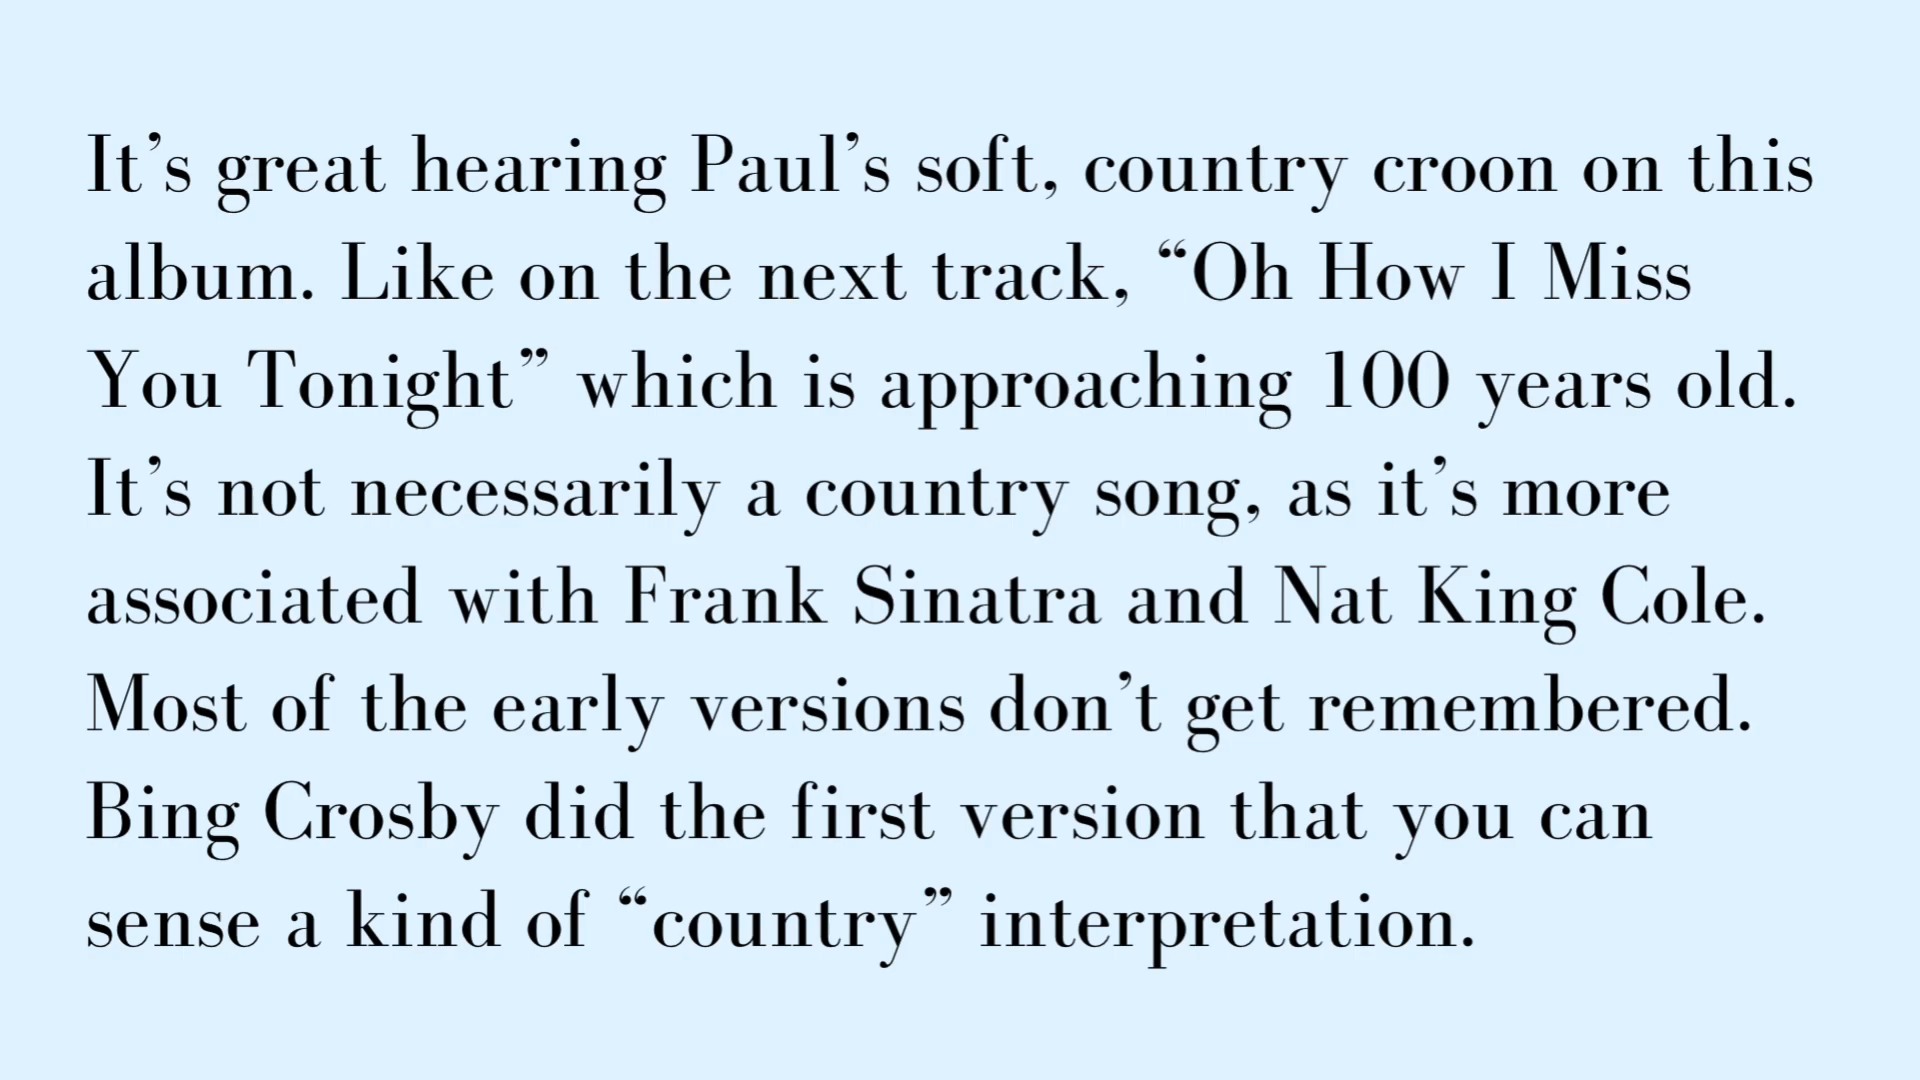 It’s great hearing Paul’s soft, country croon on this
album. Like on the next track, “Oh How I Miss
You Tonight” which is approaching 100 years old.
It’s not necessarily a country song, as it’s more
associated with Frank Sinatra and Nat King Cole.
Most of the early versions don’t get remembered.
Bing Crosby did the first version that you can
sense a kind of “country” interpretation.